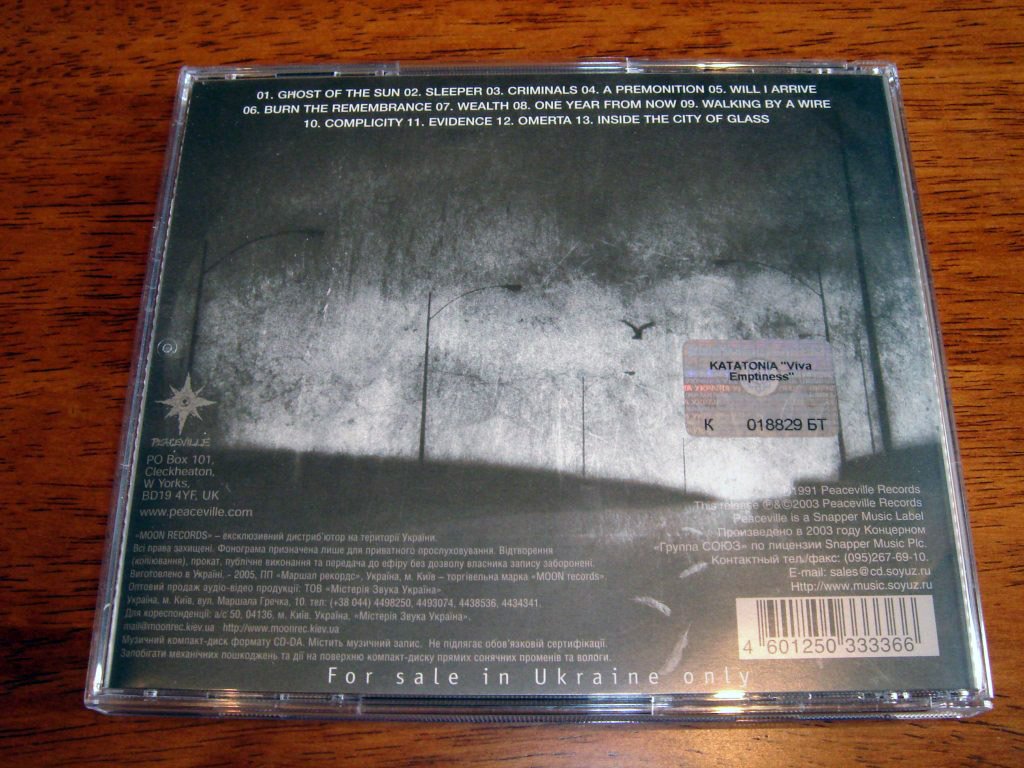 01. GHOST OF THE SUN 02. SLEEPER 03. CRIMINALS 04. A PREMONITION 05. WILL I ARRIVE
06. BURN THE REMEMBRANCE 07. WEALTH 08. ONE YEAR FROM NOW 09. WALKING BY A WIRE
10. COMPLICITY 11. EVIDENCE 12. OMERTA 13. INSIDE THE CITY OF GLASS
KATATONIA "Viva
Emptiness"
К 018829 БТ
PEACEVILLE
PO Box 101,
Cleckheaton,
W Yorks,
BD19 4YF, UK
www.peaceville.com
1991 Peaceville Records
This release ℗&©2003 Peaceville Records
Peaceville is a Snapper Music Label
Произведено в 2003 году Концерном
«Группа СОЮЗ» по лицензии Snapper Music Plc.
Контактный тел./факс: (095)267-69-10.
E-mail: sales@cd.soyuz.ru
Http://www.music.soyuz.ru
«MOON RECORDS» – ексклюзивний дистриб'ютор на території України.
Всі права захищені. Фонограма призначена лише для приватного прослуховування. Відтворення
(копіювання), прокат, публічне виконання та передача до ефіру без дозволу власника запису заборонені.
Виготовлено в Україні. - 2005, ПП «Маршал рекордс», Україна, м. Київ – торгівельна марка «MOON records»
Оптовий продаж аудіо-відео продукції: ТОВ «Містерія Звука Україна»
Україна, м. Київ, вул. Маршала Гречка, 10. тел: (+38 044) 4498250, 4493074, 4438536, 4434341.
Для кореспонденції: а/с 50, 04136, м. Київ. Україна, «Містерія Звука Україна».
mail@moonrec.kiev.ua http://www.moonrec.kiev.ua
Музичний компакт-диск формату CD-DA. Містить музичний запис. Не підлягає обов'язковій сертифікації.
Запобігати механічних пошкоджень та дії на поверхню компакт-диску прямих сонячних променів та вологи.
4 601250 333366
For sale in Ukraine only